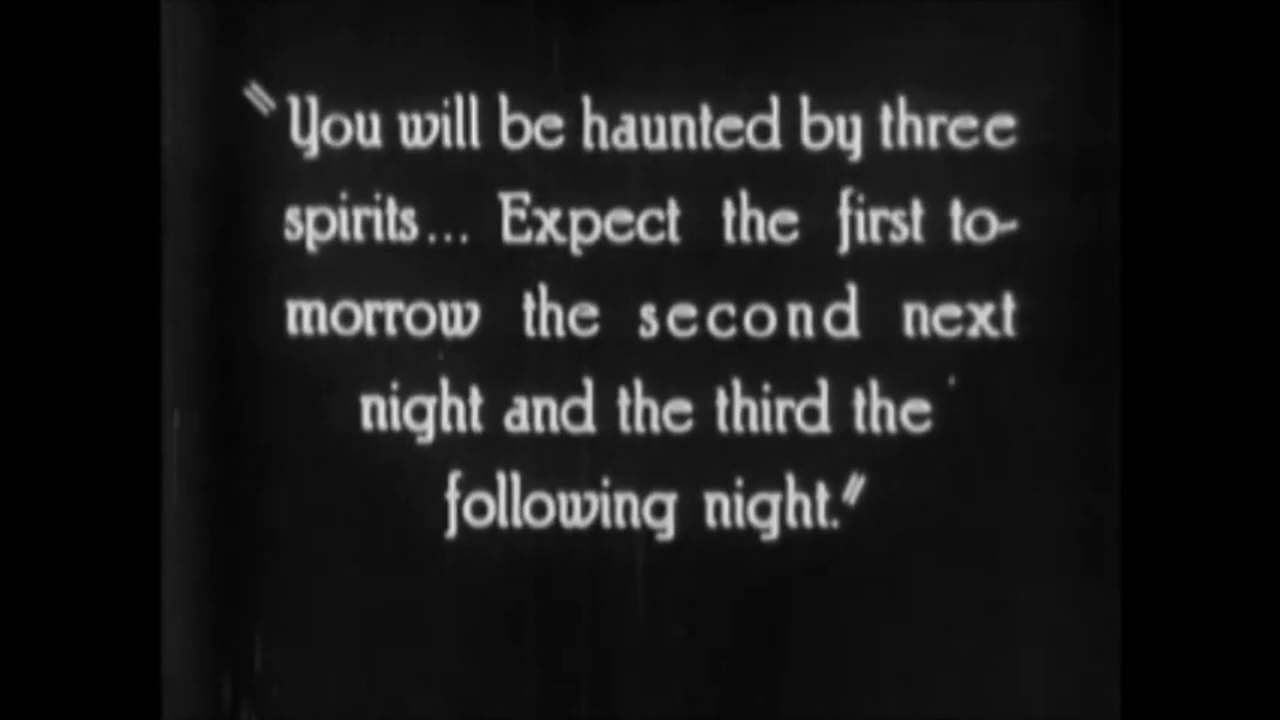 "You will be haunted by three
spirits... Expect the first to-
morrow the second next
night and the third the
following night."